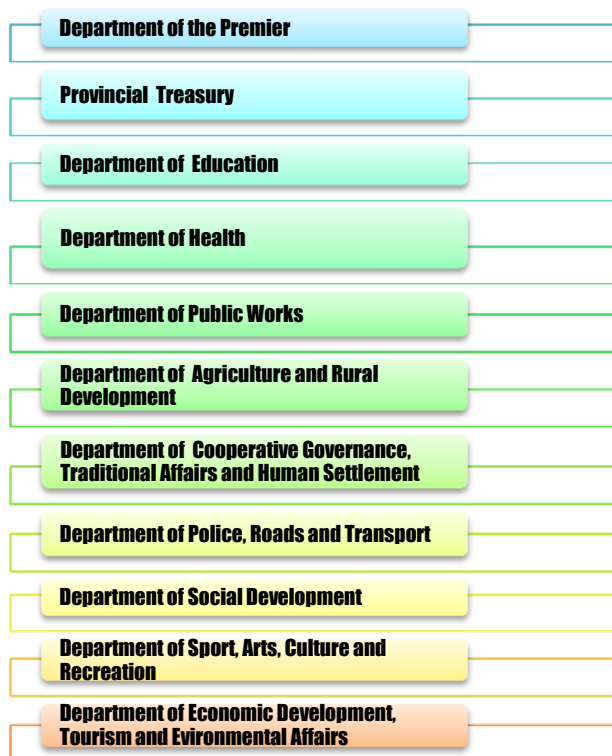 Department of the Premier
Provincial Treasury
Department of Education
Department of Health
Department of Public Works
Department of Agriculture and Rural
Development
Department of Cooperative Governance,
Traditional Affairs and Human Settlement
Department of Police, Roads and Transport
Department of Social Development
Department of Sport, Arts, Culture and
Recreation
Department of Economic Development,
Tourism and Evironmental Affairs